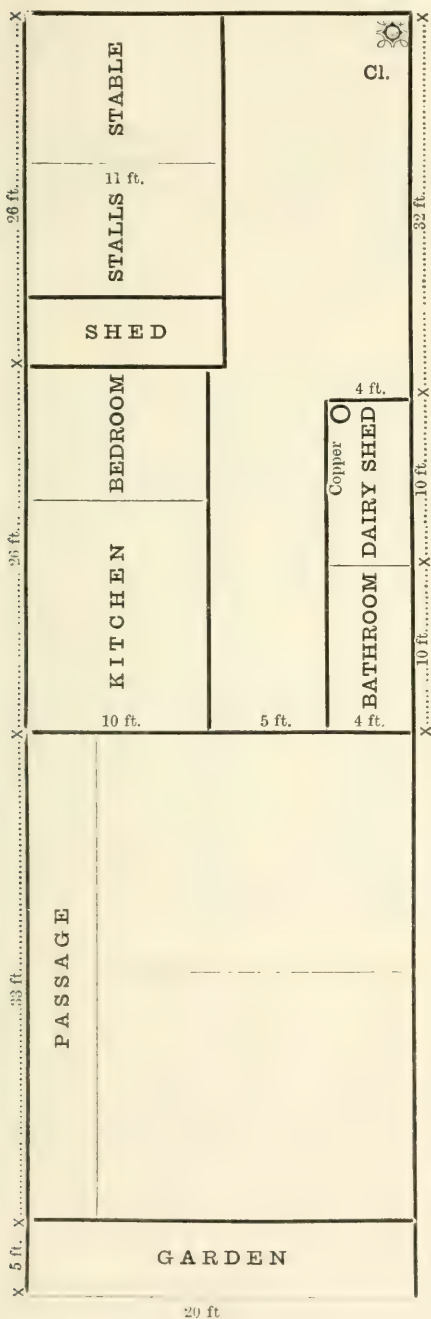 Cl.
STABLE
11 ft.
STALLS
26 ft.
32 ft.
SHED
4 ft.
BEDROOM
Copper
DAIRY SHED
10 ft.
KITCHEN
26 ft.
BATHROOM
10 ft.
10 ft.
5 ft.
4 ft.
PASSAGE
33 ft.
GARDEN
5 ft.
20 ft